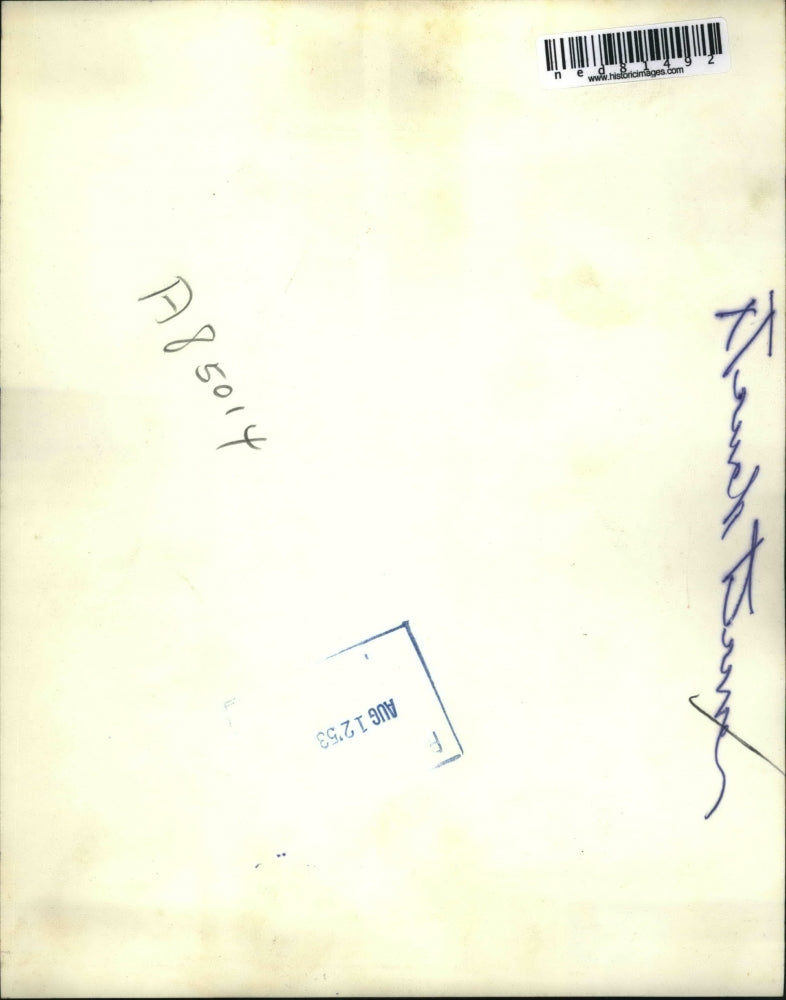 ned81492
www.historicimages.com
A85014
AUG 12 '53